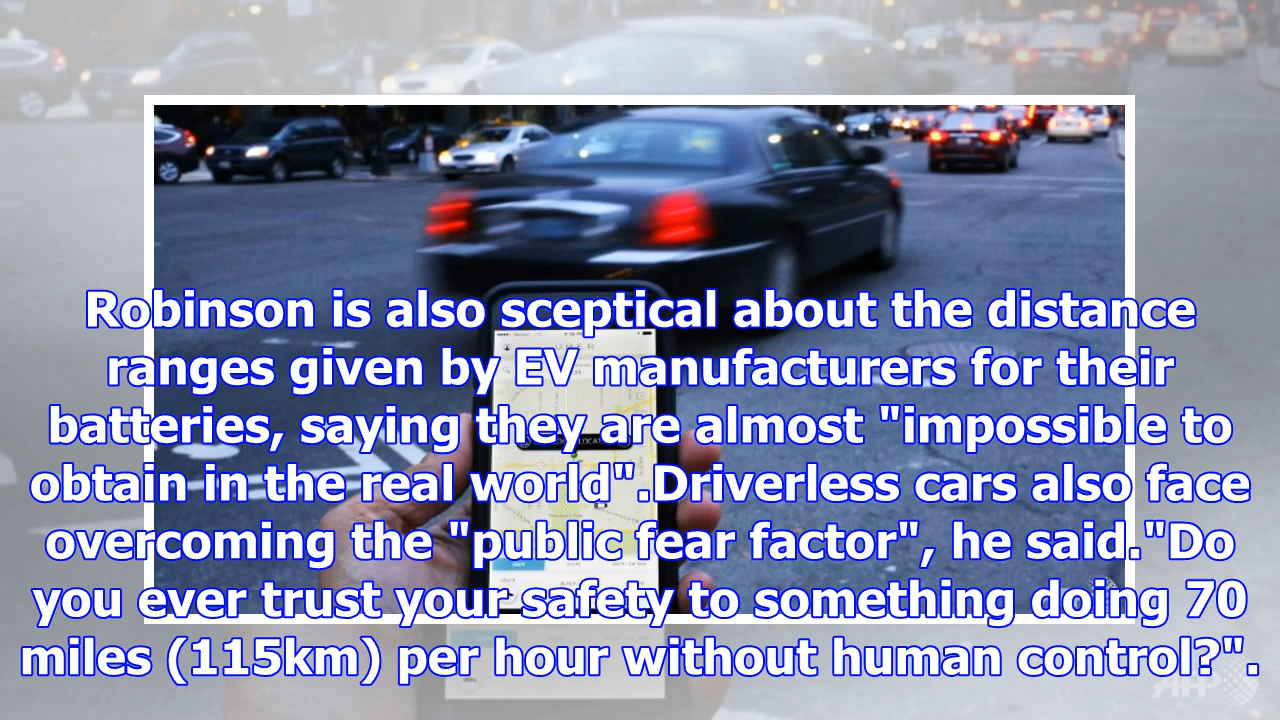 Robinson is also sceptical about the distance
ranges given by EV manufacturers for their
batteries, saying they are almost "impossible to
obtain in the real world".Driverless cars also face
overcoming the "public fear factor", he said."Do
you ever trust your safety to something doing 70
miles (115km) per hour without human control?".
UBER
AFP